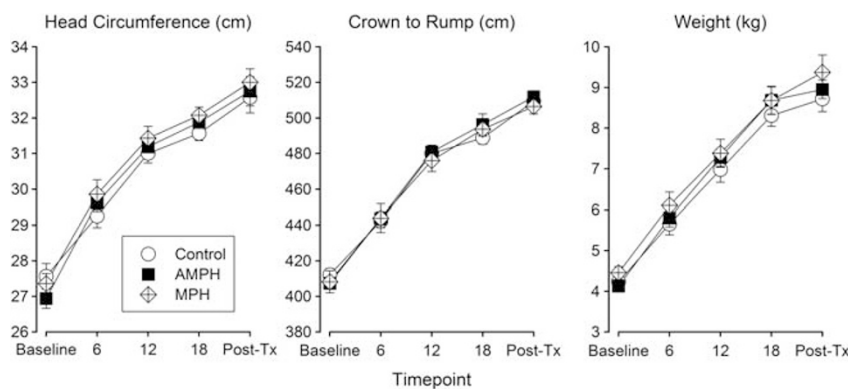 Head Circumference (cm)
Crown to Rump (cm)
Weight (kg)
34
33
32
31
30
29
28
27
26
Control
AMPH
MPH
Baseline 6 12 18 Post-Tx
540
520
500
480
460
440
420
400
380
Baseline 6 12 18 Post-Tx
10
9
8
7
6
5
4
3
Baseline 6 12 18 Post-Tx
Timepoint